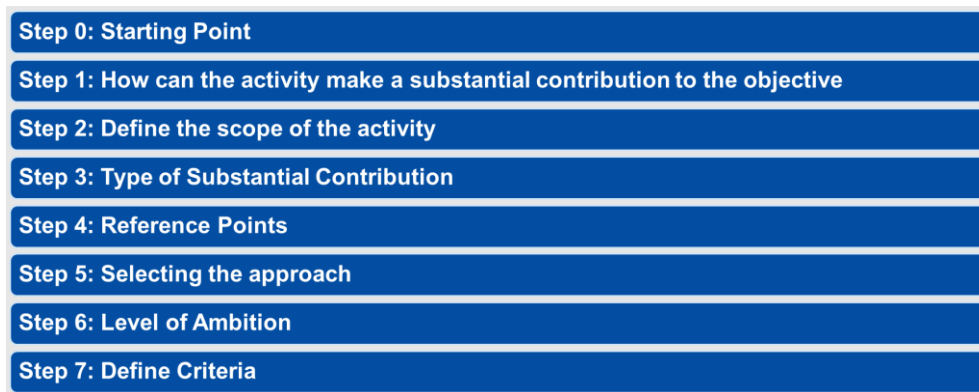 Step 0: Starting Point
Step 1: How can the activity make a substantial contribution to the objective
Step 2: Define the scope of the activity
Step 3: Type of Substantial Contribution
Step 4: Reference Points
Step 5: Selecting the approach
Step 6: Level of Ambition
Step 7: Define Criteria